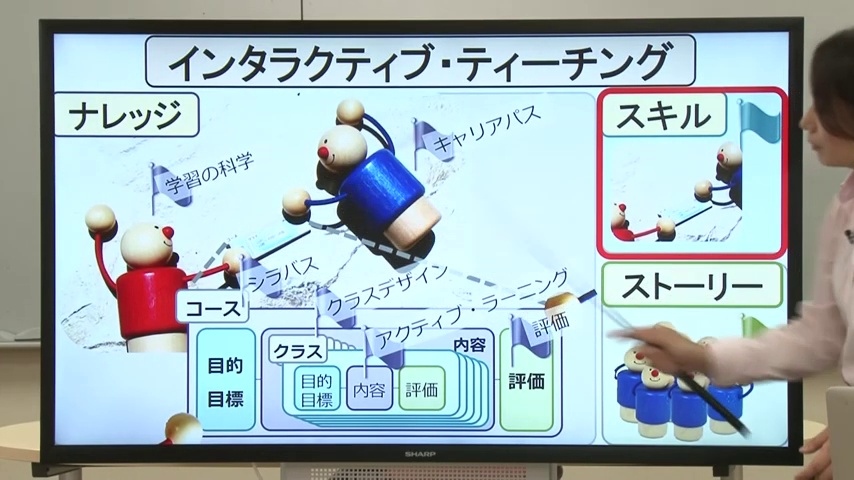 インタラクティブ・ティーチング
ナレッジ
キャリアパス
学習の科学
シラバス
クラスデザイン
アクティブ・ラーニング
評価
コース
目的
目標
クラス
内容
目的
目標
内容
評価
評価
スキル
ストーリー
SHARP